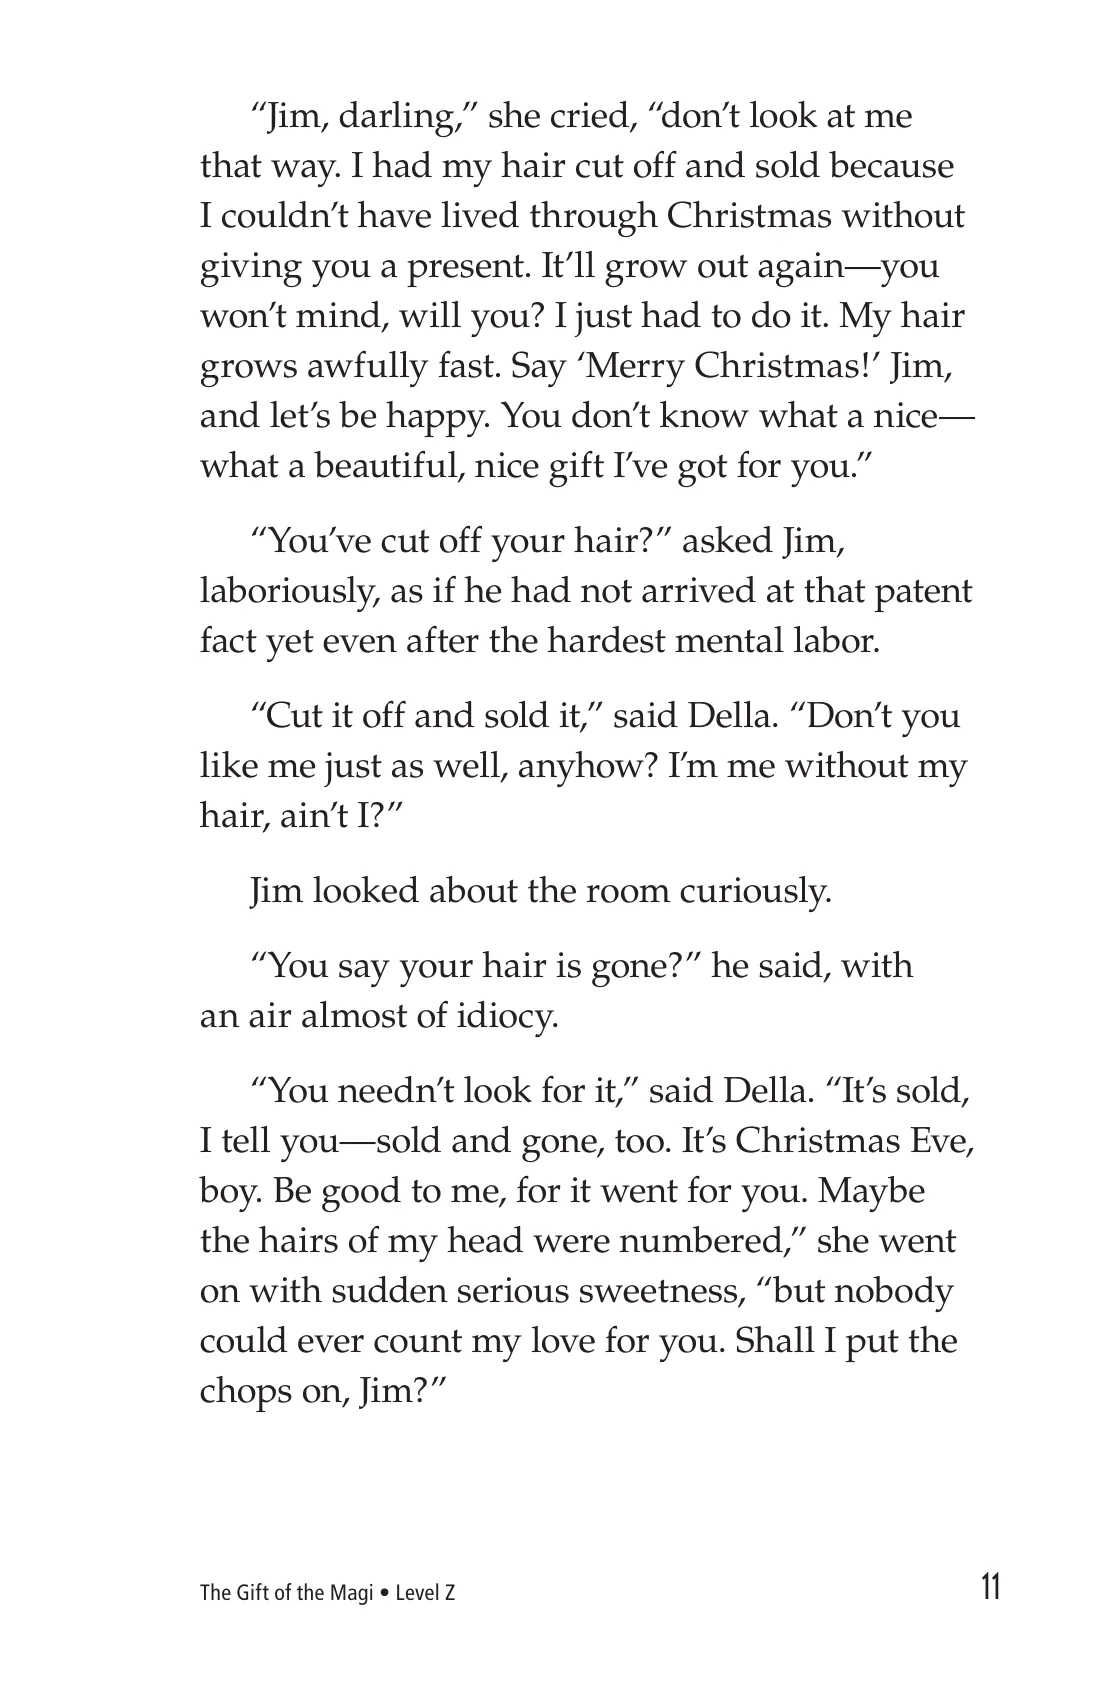 “Jim, darling,” she cried, “don’t look at me
that way. I had my hair cut off and sold because
I couldn’t have lived through Christmas without
giving you a present. It’ll grow out again—you
won’t mind, will you? I just had to do it. My hair
grows awfully fast. Say ‘Merry Christmas!’ Jim,
and let’s be happy. You don’t know what a nice—
what a beautiful, nice gift I’ve got for you.”
“You’ve cut off your hair?” asked Jim,
laboriously, as if he had not arrived at that patent
fact yet even after the hardest mental labor.
“Cut it off and sold it,” said Della. “Don’t you
like me just as well, anyhow? I’m me without my
hair, ain’t I?”
Jim looked about the room curiously.
“You say your hair is gone?” he said, with
an air almost of idiocy.
“You needn’t look for it,” said Della. “It’s sold,
I tell you—sold and gone, too. It’s Christmas Eve,
boy. Be good to me, for it went for you. Maybe
the hairs of my head were numbered,” she went
on with sudden serious sweetness, “but nobody
could ever count my love for you. Shall I put the
chops on, Jim?”
The Gift of the Magi • Level Z
11